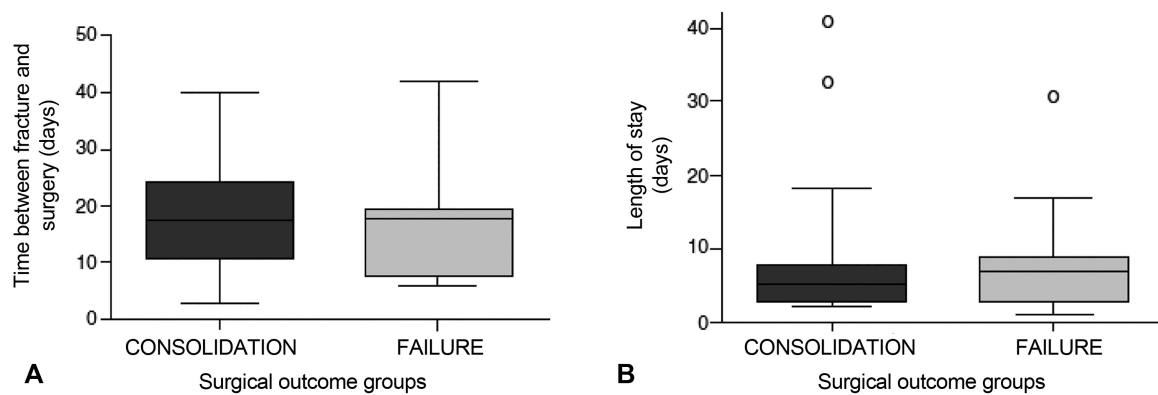 Time between fracture and
surgery (days)
50
40
30
20
10
0
CONSOLIDATION FAILURE
A Surgical outcome groups
Length of stay
(days)
40
30
20
10
0
CONSOLIDATION FAILURE
B Surgical outcome groups